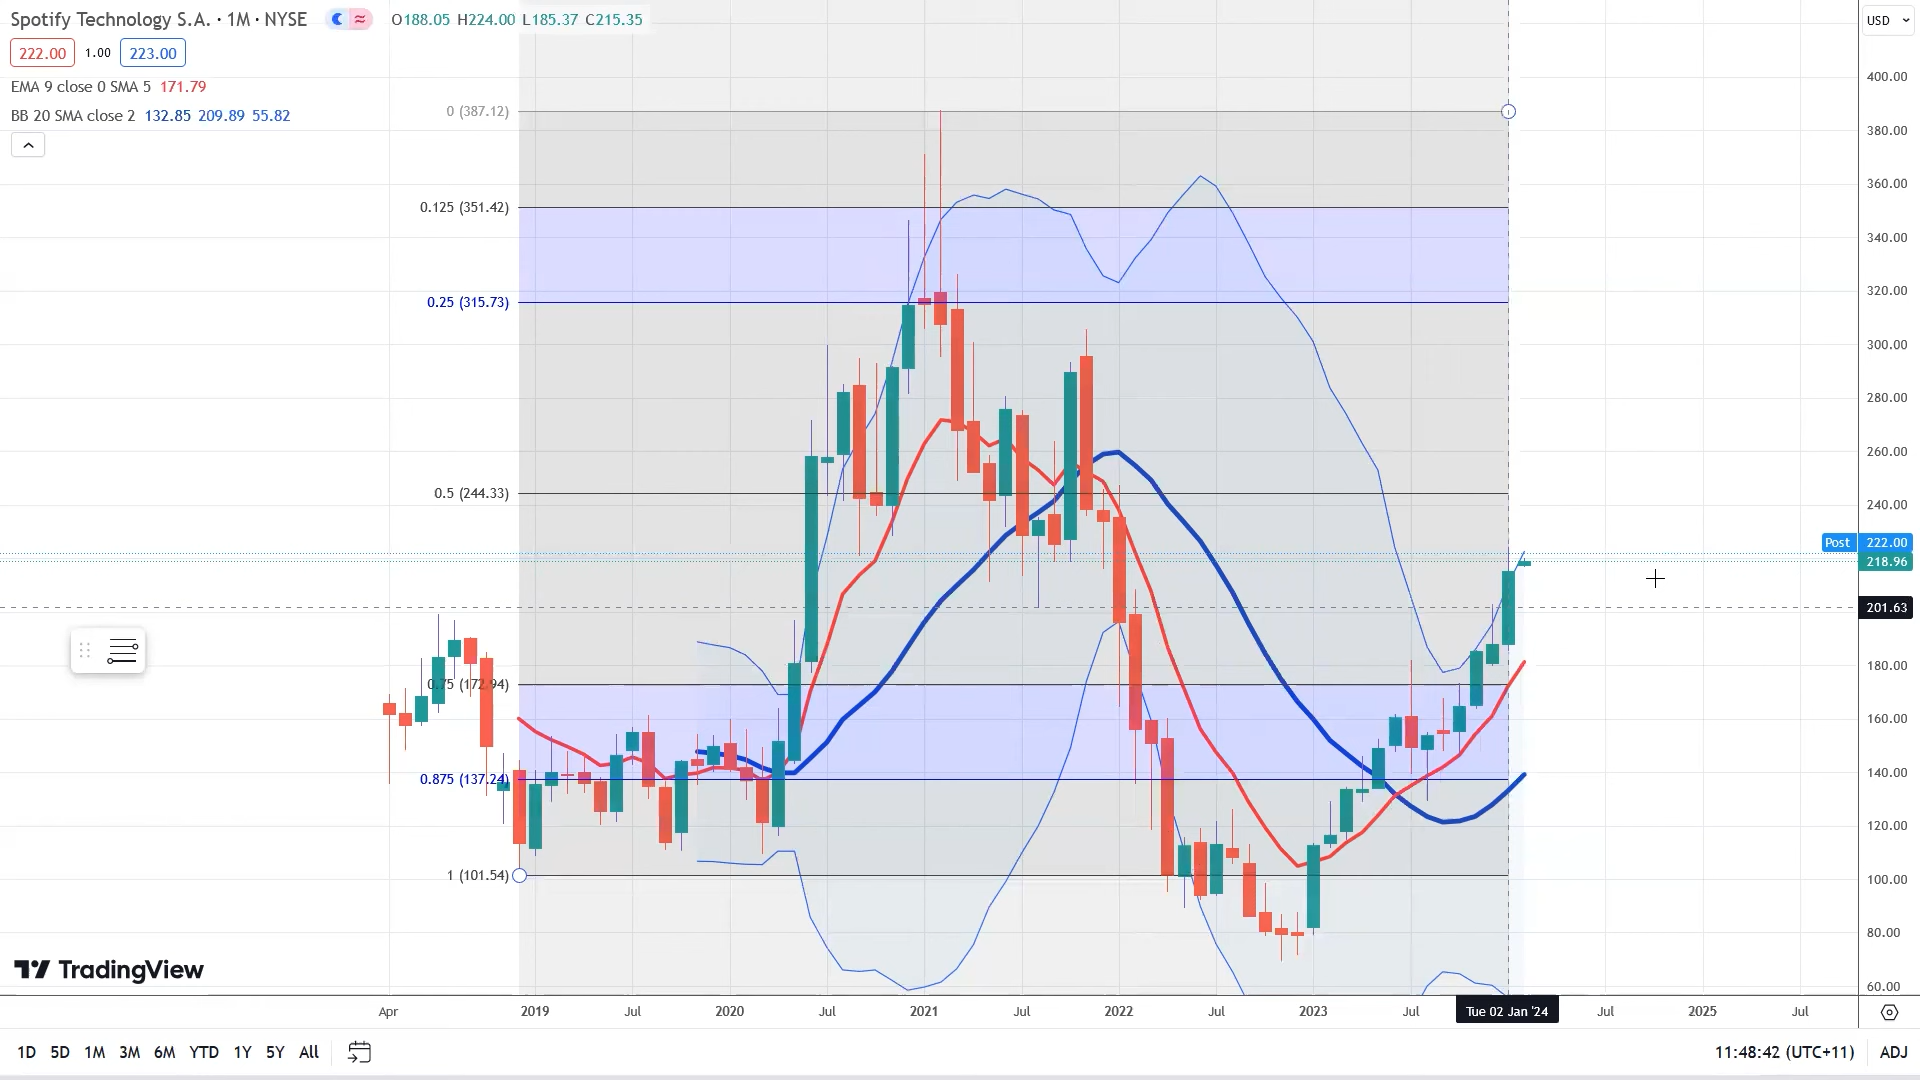 Spotify Technology S.A. · 1M · NYSE O188.05 H224.00 L185.37 C215.35
222.00 1.00 223.00
EMA 9 close 0 SMA 5 171.79
BB 20 SMA close 2 132.85 209.89 55.82
USD
400.00
380.00
360.00
340.00
320.00
300.00
280.00
260.00
240.00
Post 222.00
218.96
201.63
180.00
160.00
140.00
120.00
100.00
80.00
60.00
0 (387.12)
0.125 (351.42)
0.25 (315.73)
0.5 (244.33)
0.75 (172.94)
0.875 (137.24)
1 (101.54)
TradingView
Apr 2019 Jul 2020 Jul 2021 Jul 2022 Jul 2023 Jul Tue 02 Jan '24 Jul 2025 Jul
1D 5D 1M 3M 6M YTD 1Y 5Y All 11:48:42 (UTC+11) ADJ